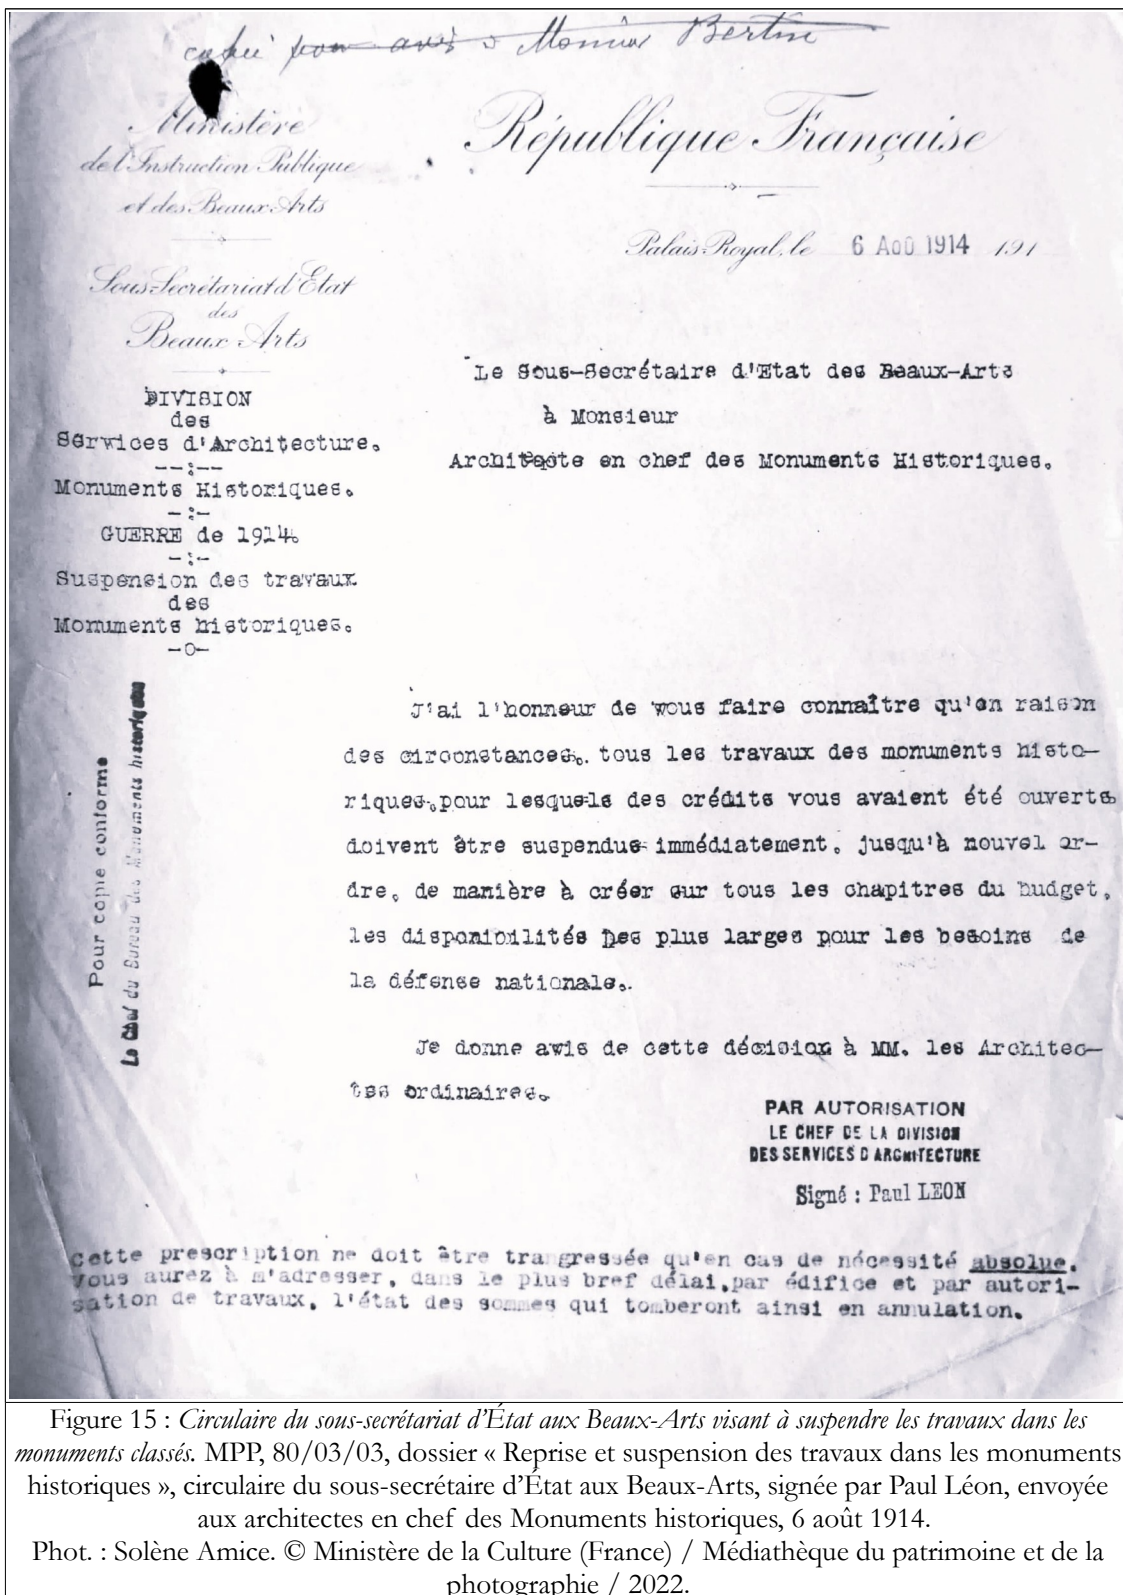 copie pour avis à Monsieur Bertin
Ministère
de l'Instruction Publique
et des Beaux-Arts
Sous-Secrétariat d'Etat
des
Beaux-Arts
DIVISION
des
Services d'Architecture.
--:--
Monuments Historiques.
-:-
GUERRE de 1914.
-:-
Suspension des travaux
des
Monuments historiques.
-o-
République Française
Palais-Royal, le 6 Aoû 1914 191
Le Sous-Secrétaire d'Etat des Beaux-Arts
à Monsieur
Architecte en chef des Monuments Historiques.
Pour copie conforme
Le Chef du Bureau des Monuments historiques
J'ai l'honneur de vous faire connaître qu'en raison
des circonstances, tous les travaux des monuments histo-
riques, pour lesquels des crédits vous avaient été ouverts
doivent être suspendus immédiatement, jusqu'à nouvel or-
dre, de manière à créer sur tous les chapitres du budget,
les disponibilités les plus larges pour les besoins de
la défense nationale.
Je donne avis de cette décision à MM. les Architec-
tes ordinaires.
PAR AUTORISATION
LE CHEF DE LA DIVISION
DES SERVICES D'ARCHITECTURE
Signé : Paul LEON
Cette prescription ne doit être trangressée qu'en cas de nécessité absolue.
Vous aurez à m'adresser, dans le plus bref délai, par édifice et par autori-
sation de travaux, l'état des sommes qui tomberont ainsi en annulation.
Figure 15 : Circulaire du sous-secrétariat d'État aux Beaux-Arts visant à suspendre les travaux dans les
monuments classés. MPP, 80/03/03, dossier « Reprise et suspension des travaux dans les monuments
historiques », circulaire du sous-secrétaire d'État aux Beaux-Arts, signée par Paul Léon, envoyée
aux architectes en chef des Monuments historiques, 6 août 1914.
Phot. : Solène Amice. © Ministère de la Culture (France) / Médiathèque du patrimoine et de la
photographie / 2022.